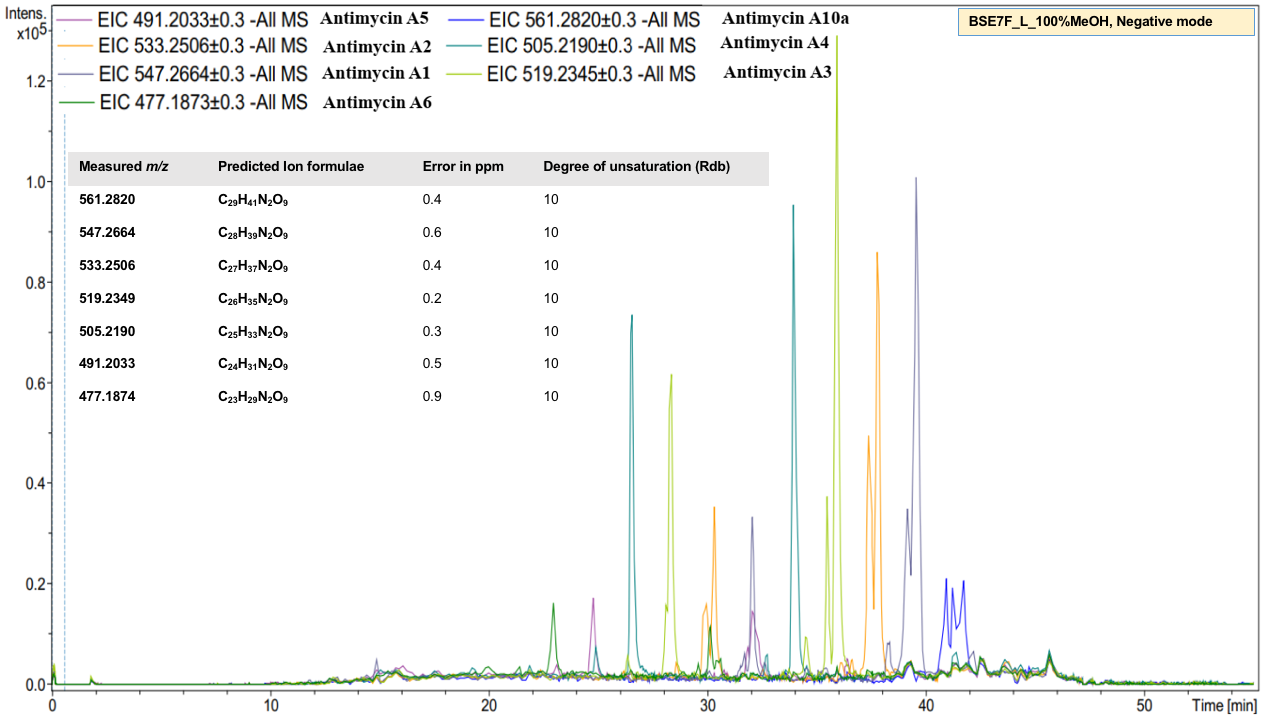 Intens.
x10⁵
EIC 491.2033±0.3 -All MS Antimycin A5
EIC 561.2820±0.3 -All MS Antimycin A10a
EIC 533.2506±0.3 -All MS Antimycin A2
EIC 505.2190±0.3 -All MS Antimycin A4
EIC 547.2664±0.3 -All MS Antimycin A1
EIC 519.2345±0.3 -All MS Antimycin A3
EIC 477.1873±0.3 -All MS Antimycin A6
BSE7F_L_100%MeOH, Negative mode
Measured m/z Predicted Ion formulae Error in ppm Degree of unsaturation (Rdb)
561.2820 C₂₉H₄₁N₂O₉ 0.4 10
547.2664 C₂₈H₃₉N₂O₉ 0.6 10
533.2506 C₂₇H₃₇N₂O₉ 0.4 10
519.2349 C₂₆H₃₅N₂O₉ 0.2 10
505.2190 C₂₅H₃₃N₂O₉ 0.3 10
491.2033 C₂₄H₃₁N₂O₉ 0.5 10
477.1874 C₂₃H₂₉N₂O₉ 0.9 10
1.2
1.0
0.8
0.6
0.4
0.2
0.0
0 10 20 30 40 50 Time [min]